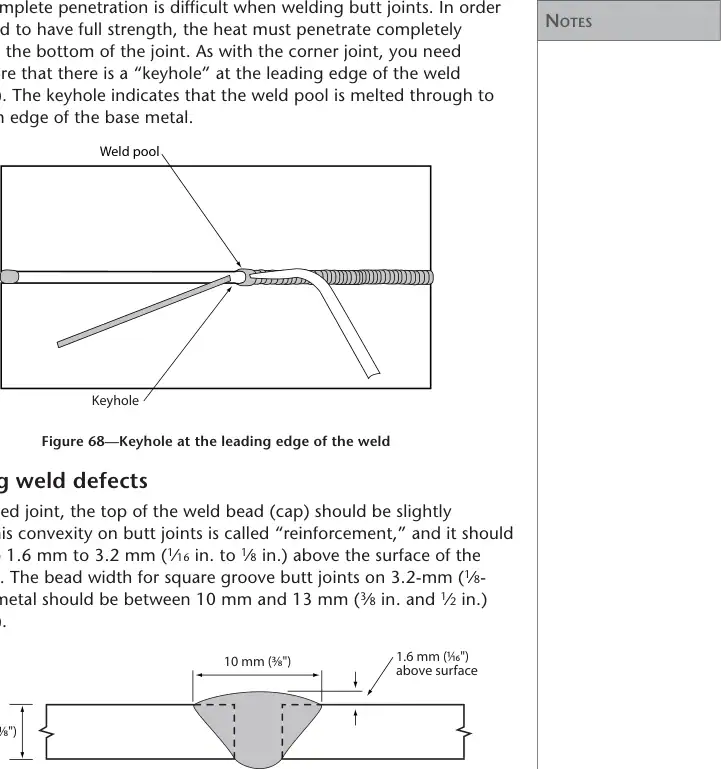 mplete penetration is difficult when welding butt joints. In order
d to have full strength, the heat must penetrate completely
the bottom of the joint. As with the corner joint, you need
re that there is a “keyhole” at the leading edge of the weld
). The keyhole indicates that the weld pool is melted through to
n edge of the base metal.
NOTES
Weld pool
Keyhole
Figure 68—Keyhole at the leading edge of the weld
g weld defects
ed joint, the top of the weld bead (cap) should be slightly
his convexity on butt joints is called “reinforcement,” and it should
1.6 mm to 3.2 mm (1⁄16 in. to 1⁄8 in.) above the surface of the
. The bead width for square groove butt joints on 3.2-mm (1⁄8-
metal should be between 10 mm and 13 mm (3⁄8 in. and 1⁄2 in.)
).
10 mm (3⁄8")
1.6 mm (1⁄16")
above surface
⁄8")